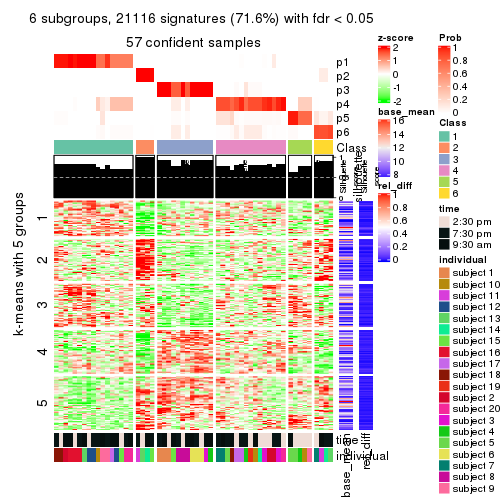 6 subgroups, 21116 signatures (71.6%) with fdr < 0.05
57 confident samples
p1
p2
p3
p4
p5
p6
Class
1
0
Silhouette
k-means with 5 groups
1
2
3
4
5
time
individual
base_mean
rel_diff
z-score
2
1
0
-1
-2
base_mean
16
14
12
10
8
rel_diff
1
0.8
0.6
0.4
0.2
0
Prob
1
0.8
0.6
0.4
0.2
0
Class
1
2
3
4
5
6
time
2:30 pm
7:30 pm
9:30 am
individual
subject 1
subject 10
subject 11
subject 12
subject 13
subject 14
subject 15
subject 16
subject 17
subject 18
subject 19
subject 2
subject 20
subject 3
subject 4
subject 5
subject 6
subject 7
subject 8
subject 9